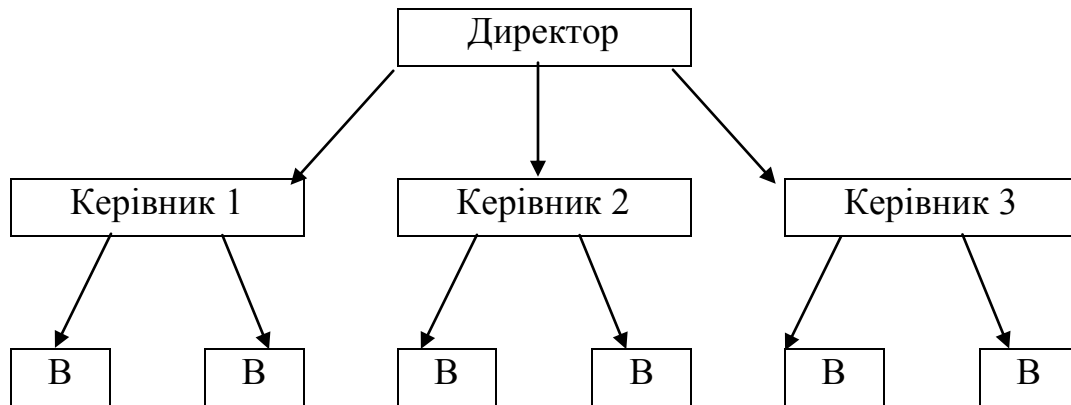 Директор
Керівник 1 Керівник 2 Керівник 3
В В В В В В